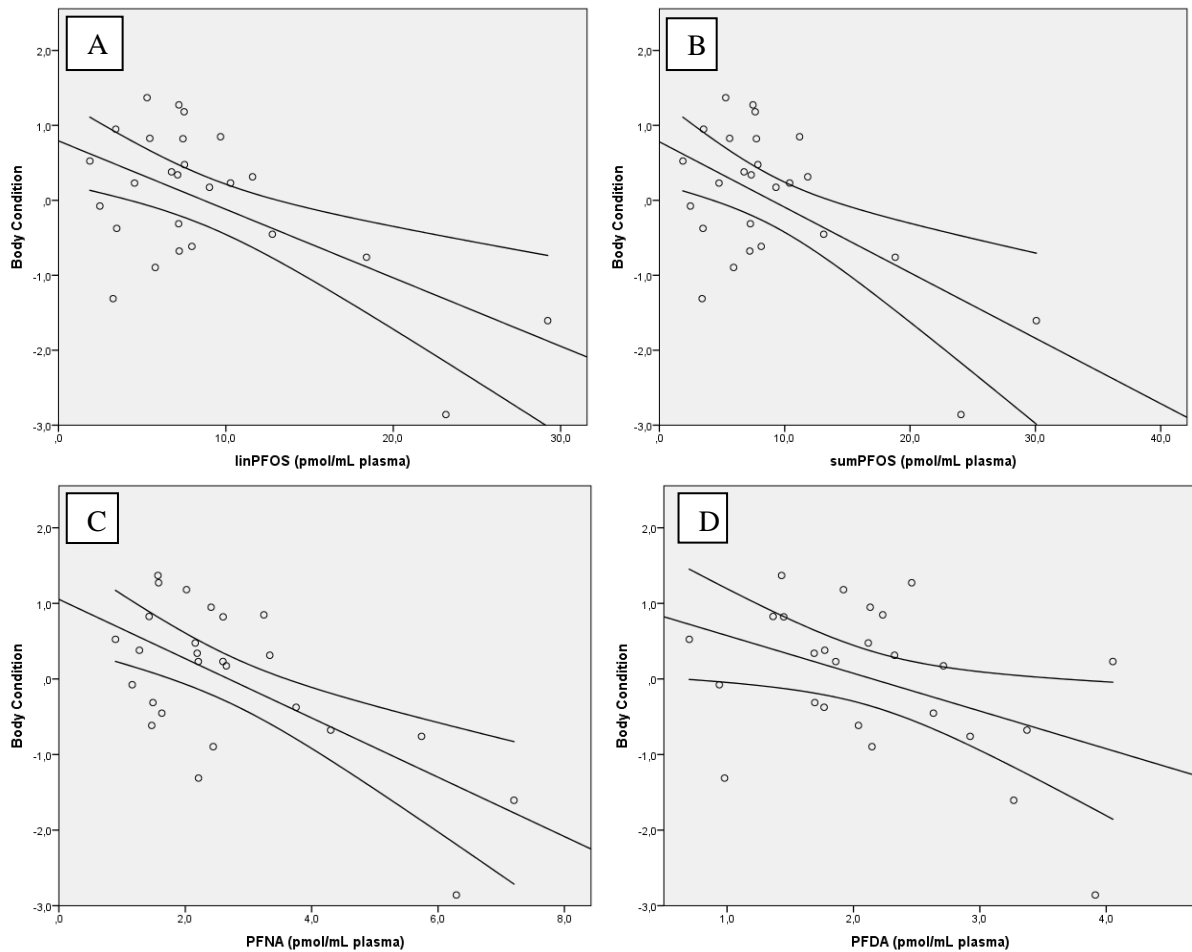 A
2,0
1,0
,0
-1,0
-2,0
-3,0
Body Condition
,0 10,0 20,0 30,0
linPFOS (pmol/mL plasma)
B
2,0
1,0
,0
-1,0
-2,0
-3,0
Body Condition
,0 10,0 20,0 30,0 40,0
sumPFOS (pmol/mL plasma)
C
2,0
1,0
,0
-1,0
-2,0
-3,0
Body Condition
,0 2,0 4,0 6,0 8,0
PFNA (pmol/mL plasma)
D
2,0
1,0
,0
-1,0
-2,0
-3,0
Body Condition
1,0 2,0 3,0 4,0
PFDA (pmol/mL plasma)